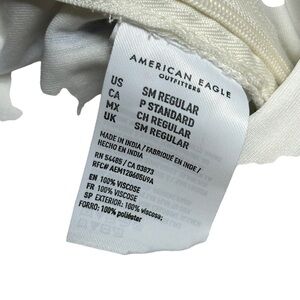 AMERICAN EAGLE
OUTFITTERS
US SM REGULAR
CA P STANDARD
MX CH REGULAR
UK SM REGULAR
MADE IN INDIA / FABRIQUÉ EN INDE /
HECHO EN INDIA
RN 54485 / CA 03873
RFC# AEM120605U9A
EN 100% VISCOSE
FR 100% VISCOSE
SP EXTERIOR: 100% viscosa;
FORRO: 100% poliéster